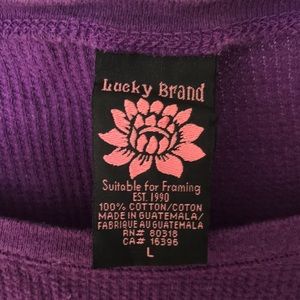 Lucky Brand
Suitable for Framing
EST. 1990
100% COTTON/COTON
MADE IN GUATEMALA/
FABRIQUE AU GUATEMALA
RN# 80318
CA# 16396
L